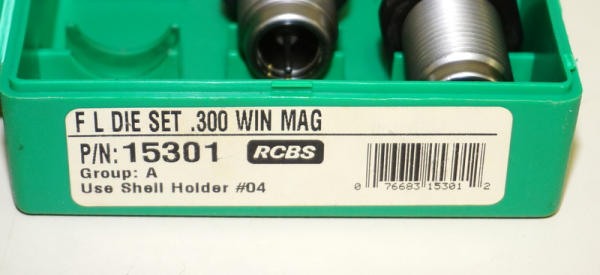 F L DIE SET .300 WIN MAG
P/N: 15301 RCBS
Group: A
Use Shell Holder #04
0 76683 15301 2